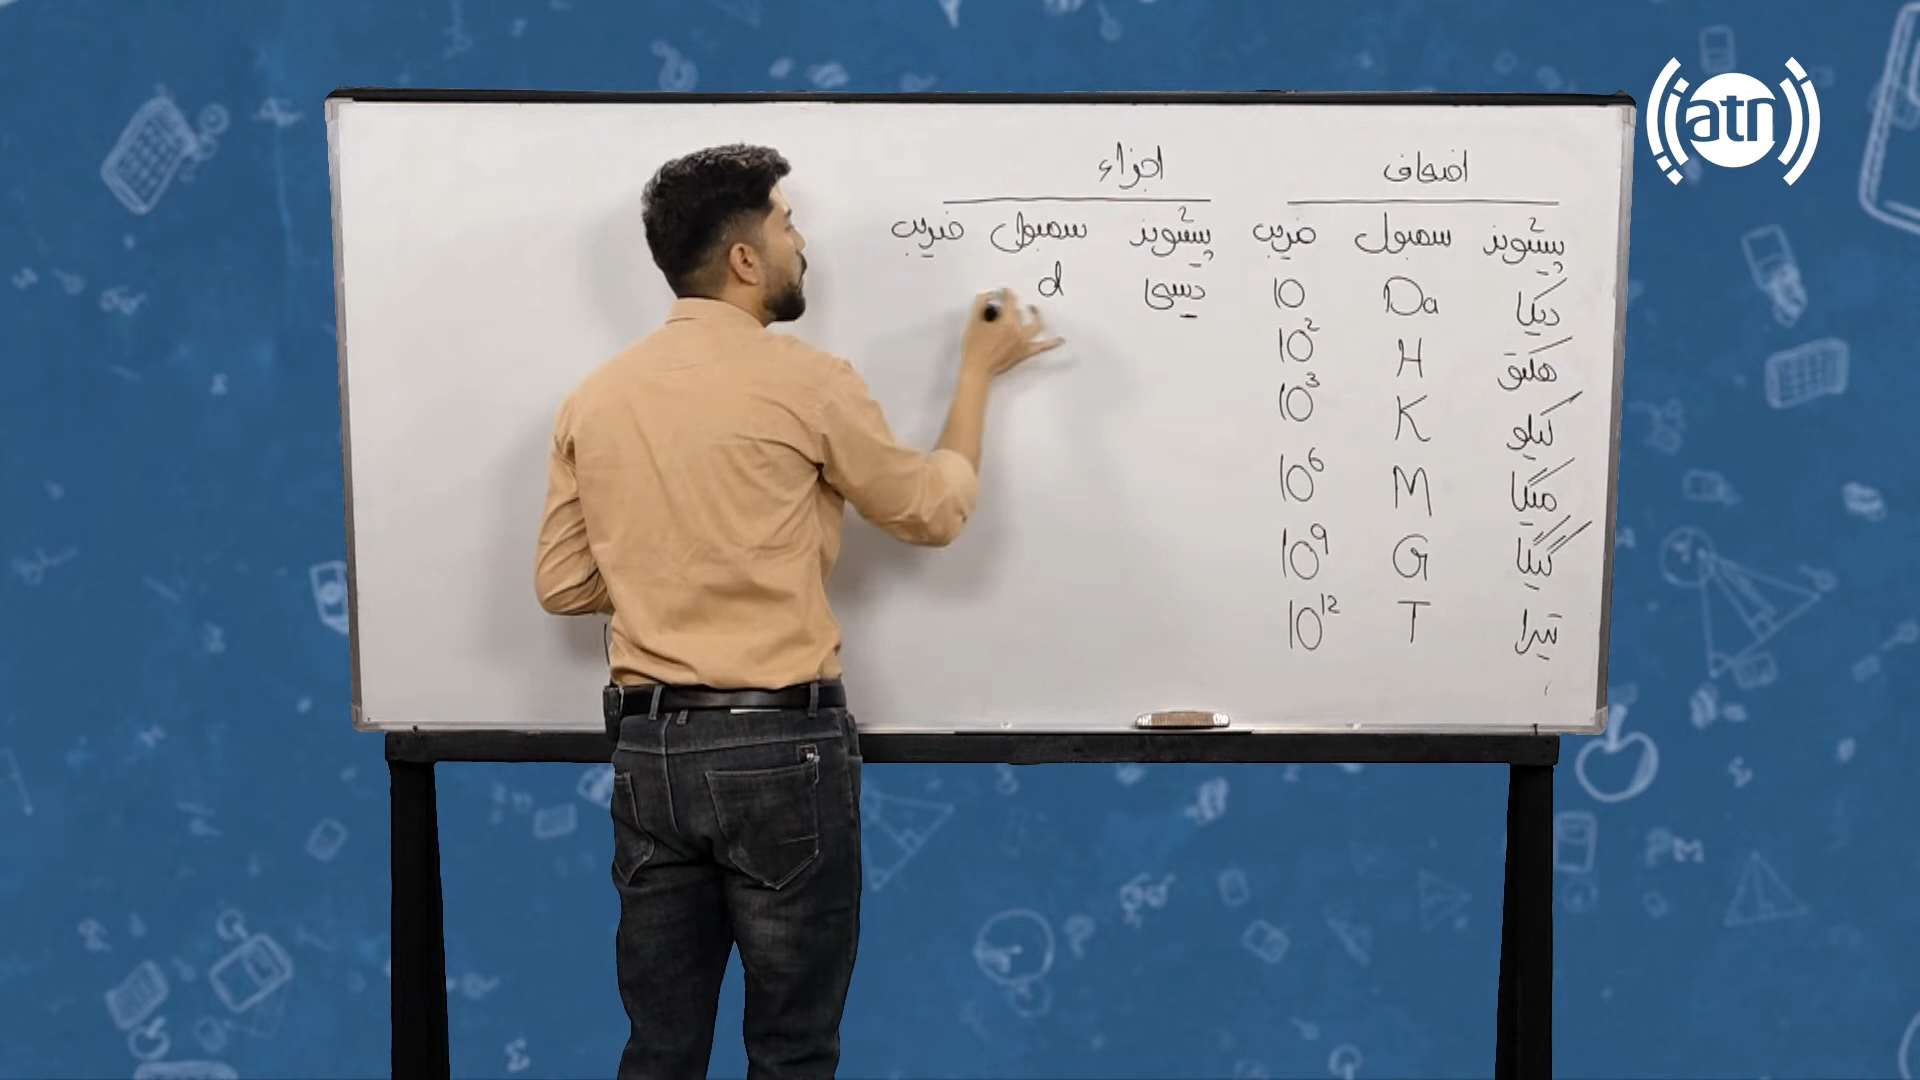 atn
اضعاف اجزاء
پیشوند سمبول ضریب پیشوند سمبول ضریب
دیکا Da 10 دیسی d
هکتو H 10²
کیلو K 10³
میگا M 10⁶
گیگا G 10⁹
تیرا T 10¹²